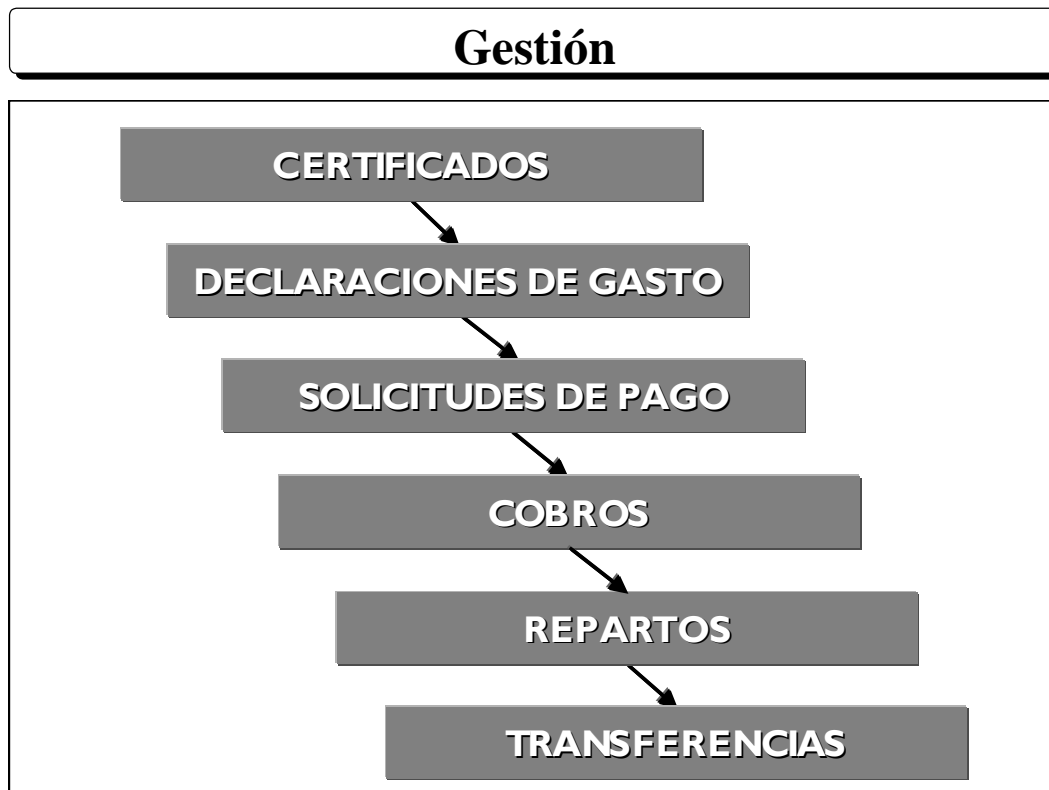 Gestión
CERTIFICADOS
DECLARACIONES DE GASTO
SOLICITUDES DE PAGO
COBROS
REPARTOS
TRANSFERENCIAS